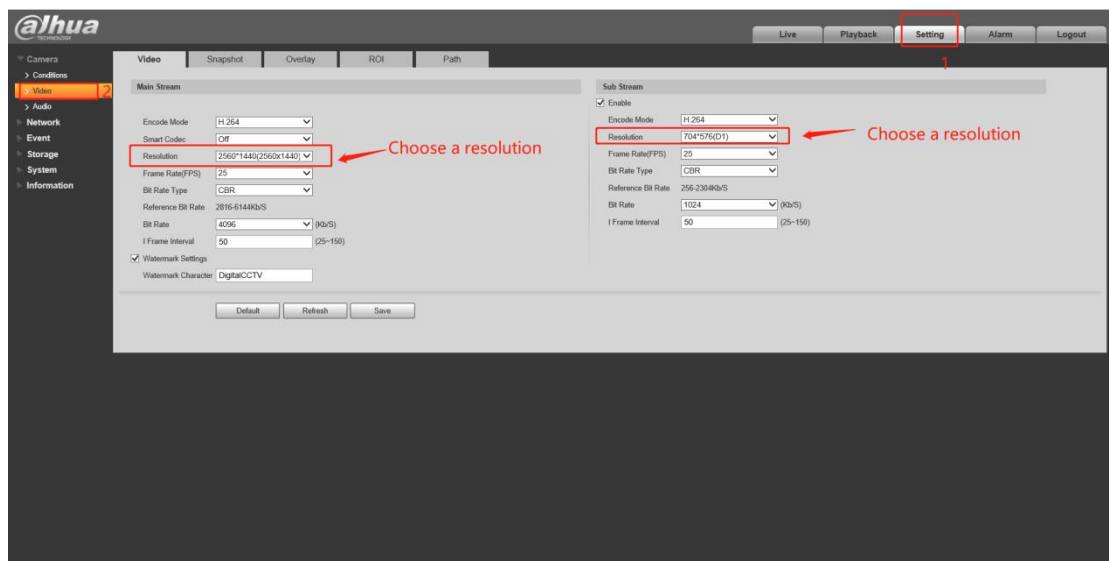 alhua
TECHNOLOGY
Live Playback Setting Alarm Logout
1
Camera
> Conditions
> Video 2
> Audio
Network
Event
Storage
System
Information
Video Snapshot Overlay ROI Path
Main Stream
Encode Mode H.264
Smart Codec Off
Resolution 2560*1440(2560x1440) Choose a resolution
Frame Rate(FPS) 25
Bit Rate Type CBR
Reference Bit Rate 2816-6144Kb/S
Bit Rate 4096 (Kb/S)
I Frame Interval 50 (25~150)
Watermark Settings
Watermark Character DigitalCCTV
Default Refresh Save
Sub Stream
Enable
Encode Mode H.264
Resolution 704*576(D1) Choose a resolution
Frame Rate(FPS) 25
Bit Rate Type CBR
Reference Bit Rate 256-2304Kb/S
Bit Rate 1024 (Kb/S)
I Frame Interval 50 (25~150)